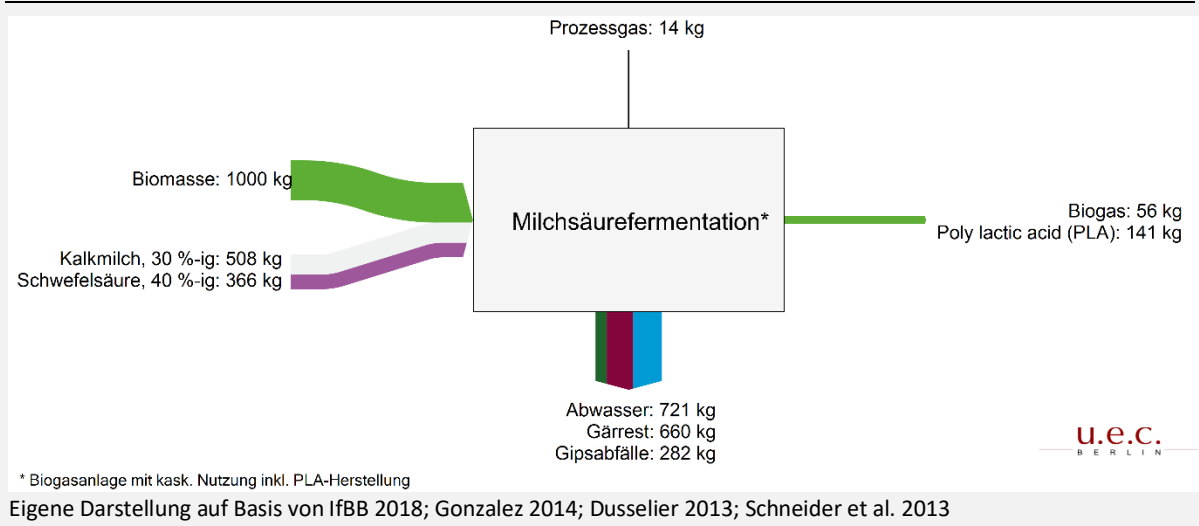 Prozessgas: 14 kg
Biomasse: 1000 kg
Milchsäurefermentation*
Biogas: 56 kg
Poly lactic acid (PLA): 141 kg
Kalkmilch, 30 %-ig: 508 kg
Schwefelsäure, 40 %-ig: 366 kg
Abwasser: 721 kg
Gärrest: 660 kg
Gipsabfälle: 282 kg
u.e.c.
BERLIN
* Biogasanlage mit kask. Nutzung inkl. PLA-Herstellung
Eigene Darstellung auf Basis von IfBB 2018; Gonzalez 2014; Dusselier 2013; Schneider et al. 2013